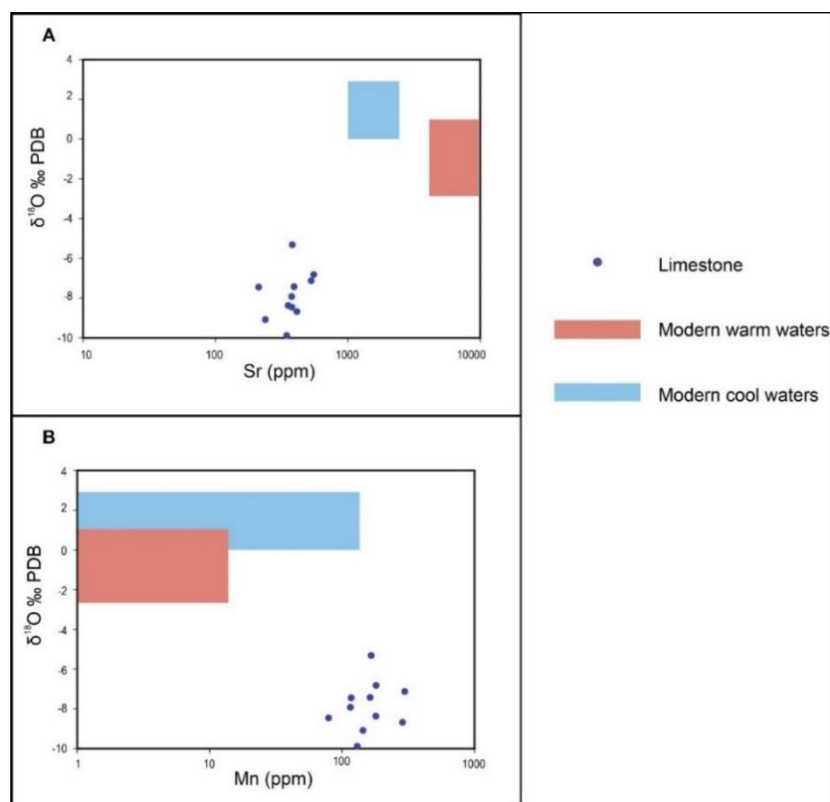 A
4
2
0
-2
-4
-6
-8
-10
δ¹⁸O ‰ PDB
10
100
1000
10000
Sr (ppm)
Limestone
Modern warm waters
Modern cool waters
B
4
2
0
-2
-4
-6
-8
-10
δ¹⁸O ‰ PDB
1
10
100
1000
Mn (ppm)